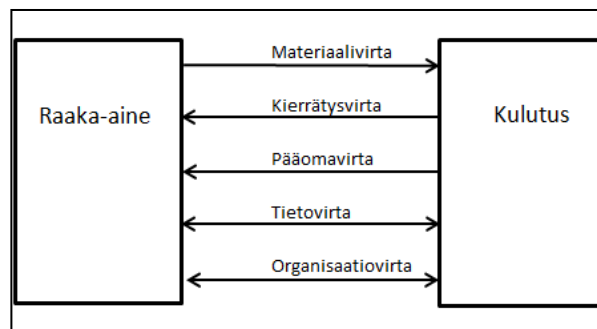 Materiaalivirta
Raaka-aine
Kierrätysvirta
Kulutus
Pääomavirta
Tietovirta
Organisaatiovirta